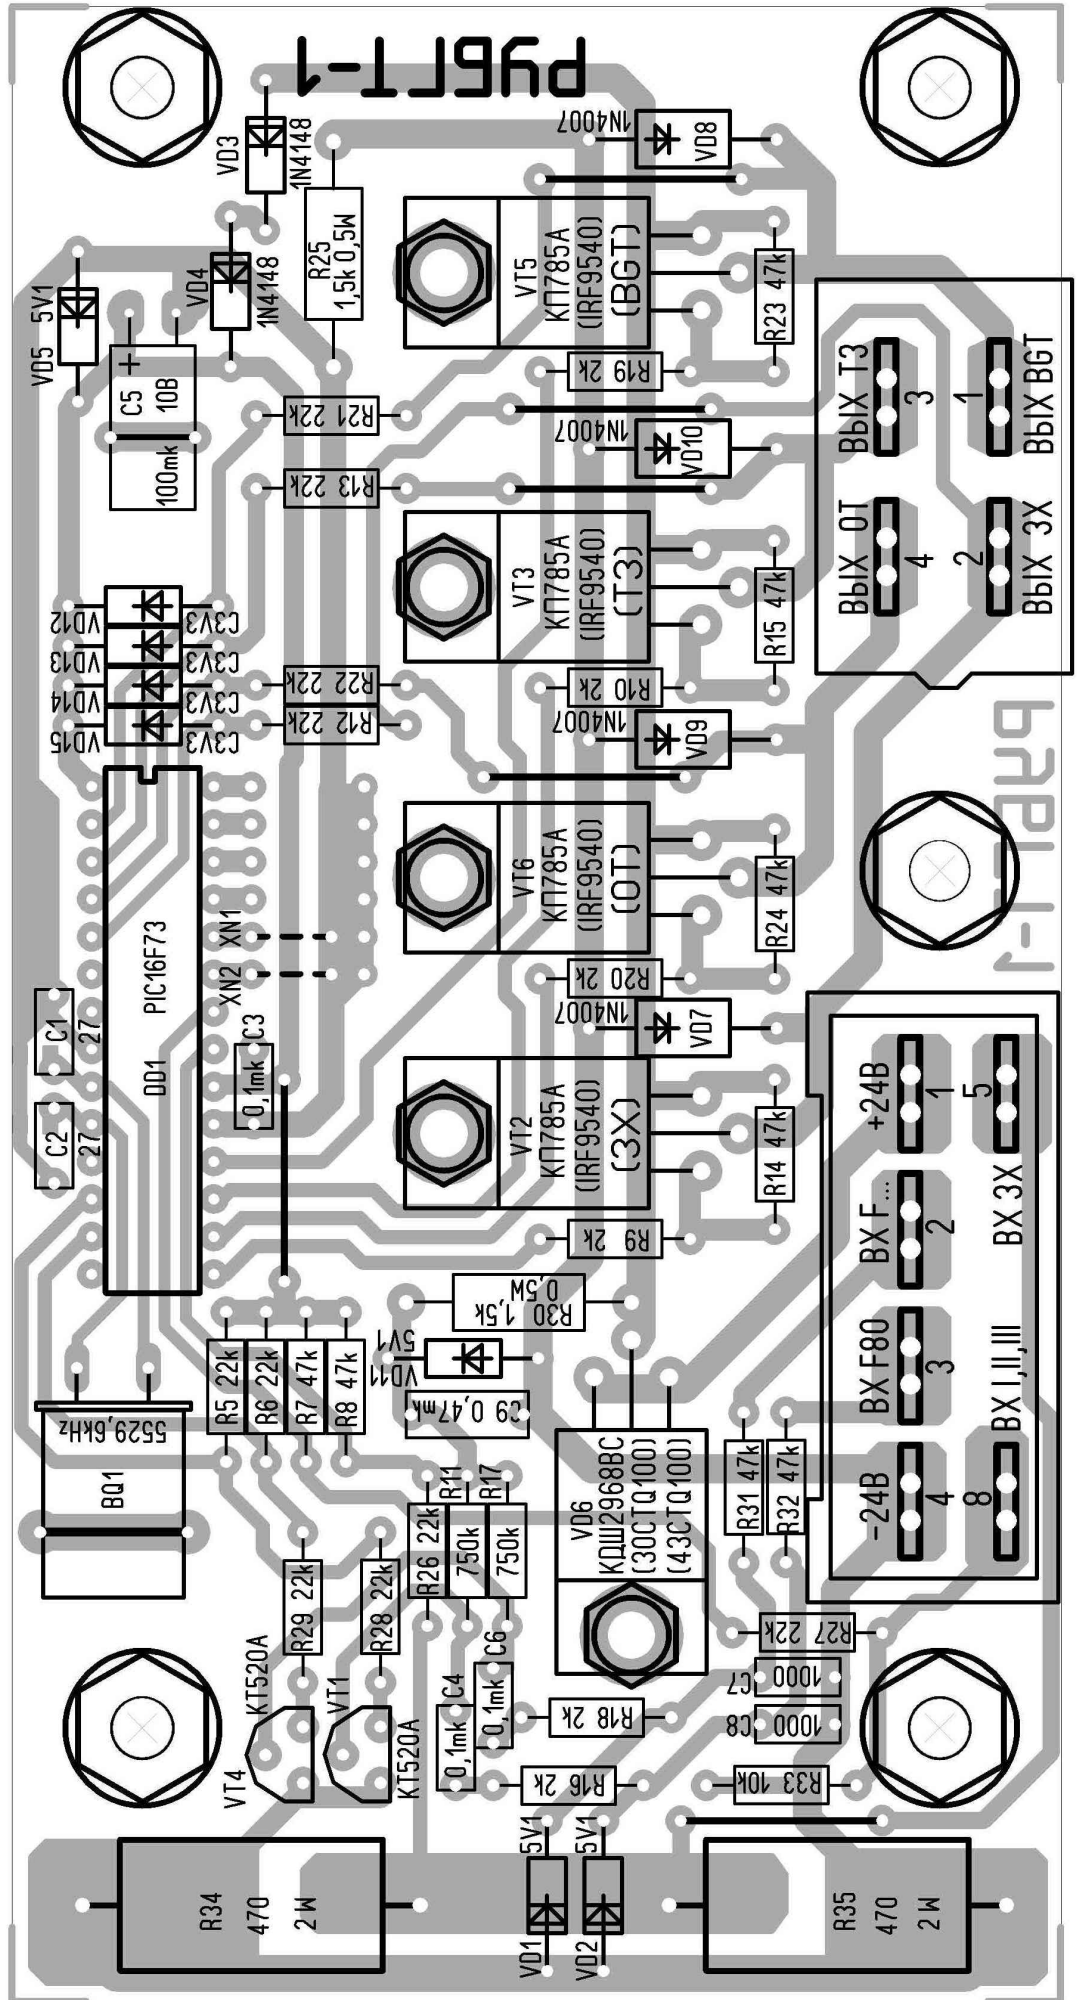 РУБГТ-1
VD3
1N4148
VD4
1N4148
R25
1,5k 0,5W
1N4007
VD8
VT5
КП785А
(IRF9540)
(BGT)
R23 47k
5V1
VD5
+
C5
10В
100mk
R19 2k
R21 22k
1N4007
VD10
R13 22k
ВЫХ ТЗ
3
1
ВЫХ BGT
ВЫХ ОТ
4
2
ВЫХ ЗХ
VT3
КП785А
(IRF9540)
(ТЗ)
R15 47k
VD12
C3V3
VD13
C3V3
VD14
C3V3
VD15
C3V3
R22 22k
R12 22k
R10 2k
1N4007
VD9
РУБГТ-1
PIC16F73
DD1
XN1
XN2
VT6
КП785А
(IRF9540)
(ОТ)
R24 47k
R20 2k
1N4007
VD7
C1
27
C2
27
C3
0,1mk
VT2
КП785А
(IRF9540)
(ЗХ)
R14 47k
R9 2k
+24В
1
5
ВХ F...
2
ВХ ЗХ
ВХ F80
3
ВХ I,II,III
-24В
4
8
R30 1,5k
0,5W
5V1
VD11
C9 0,47mk
R5 22k
R6 22k
R7 47k
R8 47k
5529,6kHz
BQ1
VD6
КДШ2968ВС
(30CTQ100)
(43CTQ100)
R31 47k
R32 47k
R11
R17
R26 22k
750k
750k
R29 22k
R28 22k
R27 22k
KT520A
VT4
VT1
KT520A
C4
0,1mk
C6
0,1mk
C7
1000
C8
1000
R18 2k
R16 2k
R33 10k
R34
470
2W
5V1
VD1
5V1
VD2
R35
470
2W